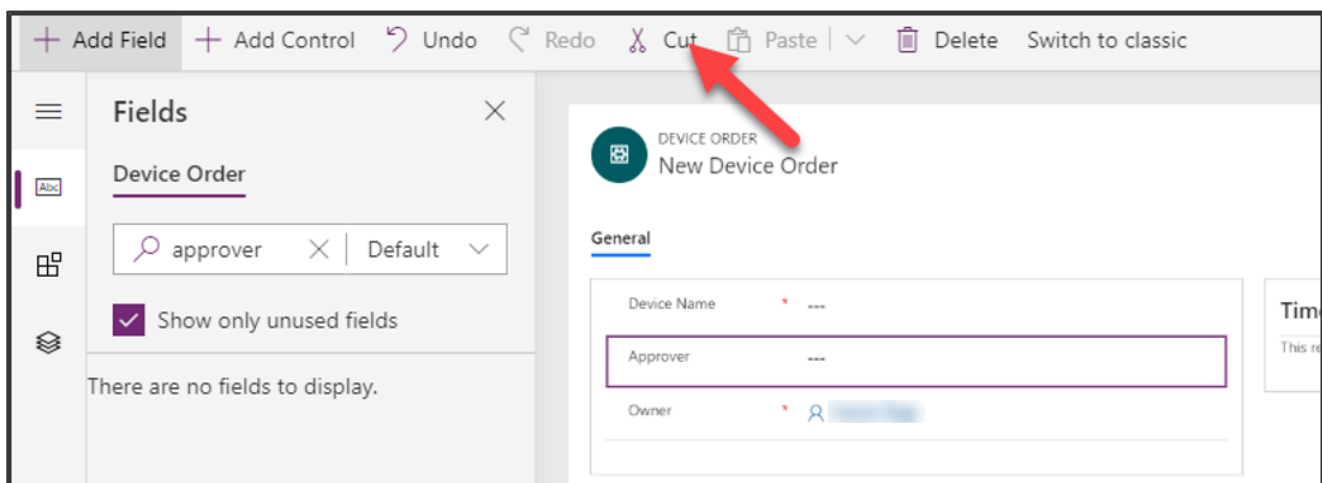 Add Field Add Control Undo Redo Cut Paste Delete Switch to classic
Fields
Device Order
approver Default
Show only unused fields
There are no fields to display.
Abc
DEVICE ORDER
New Device Order
General
Device Name * ---
Approver ---
Owner *
Tim
This re